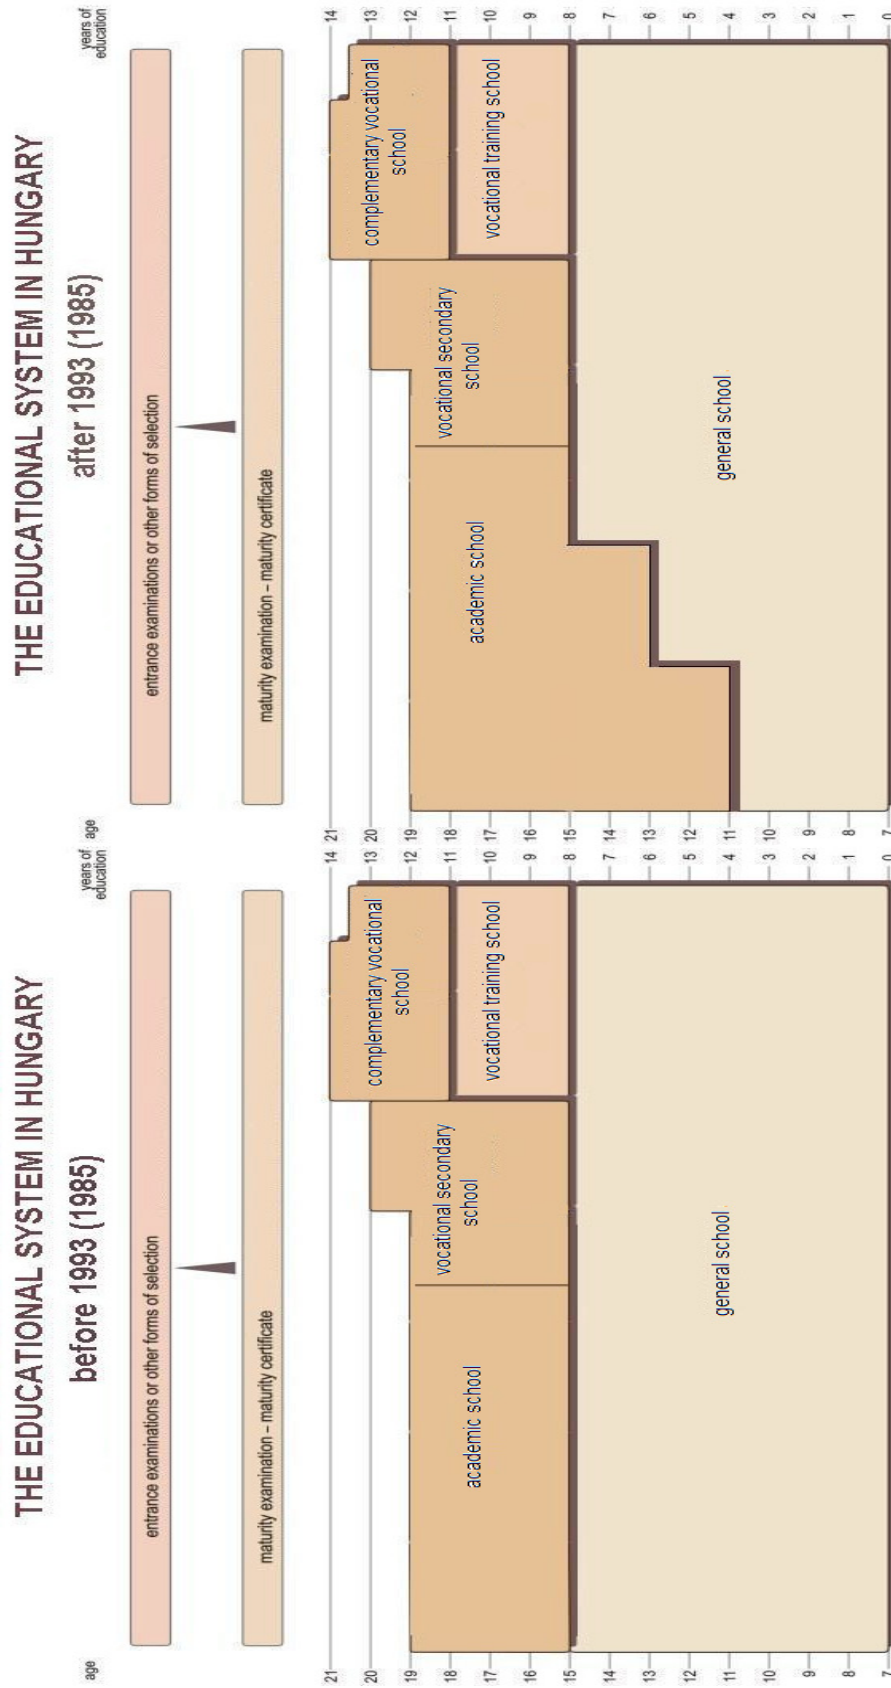 THE EDUCATIONAL SYSTEM IN HUNGARY
before 1993 (1985)
age
years of
education
entrance examinations or other forms of selection
maturity examination – maturity certificate
21 14
20 13
19 12
18 11
17 10
16 9
15 8
14 7
13 6
12 5
11 4
10 3
9 2
8 1
7 0
complementary vocational
school
vocational secondary
school
vocational training school
academic school
general school
THE EDUCATIONAL SYSTEM IN HUNGARY
after 1993 (1985)
age
years of
education
entrance examinations or other forms of selection
maturity examination – maturity certificate
21 14
20 13
19 12
18 11
17 10
16 9
15 8
14 7
13 6
12 5
11 4
10 3
9 2
8 1
7 0
complementary vocational
school
vocational secondary
school
vocational training school
academic school
general school